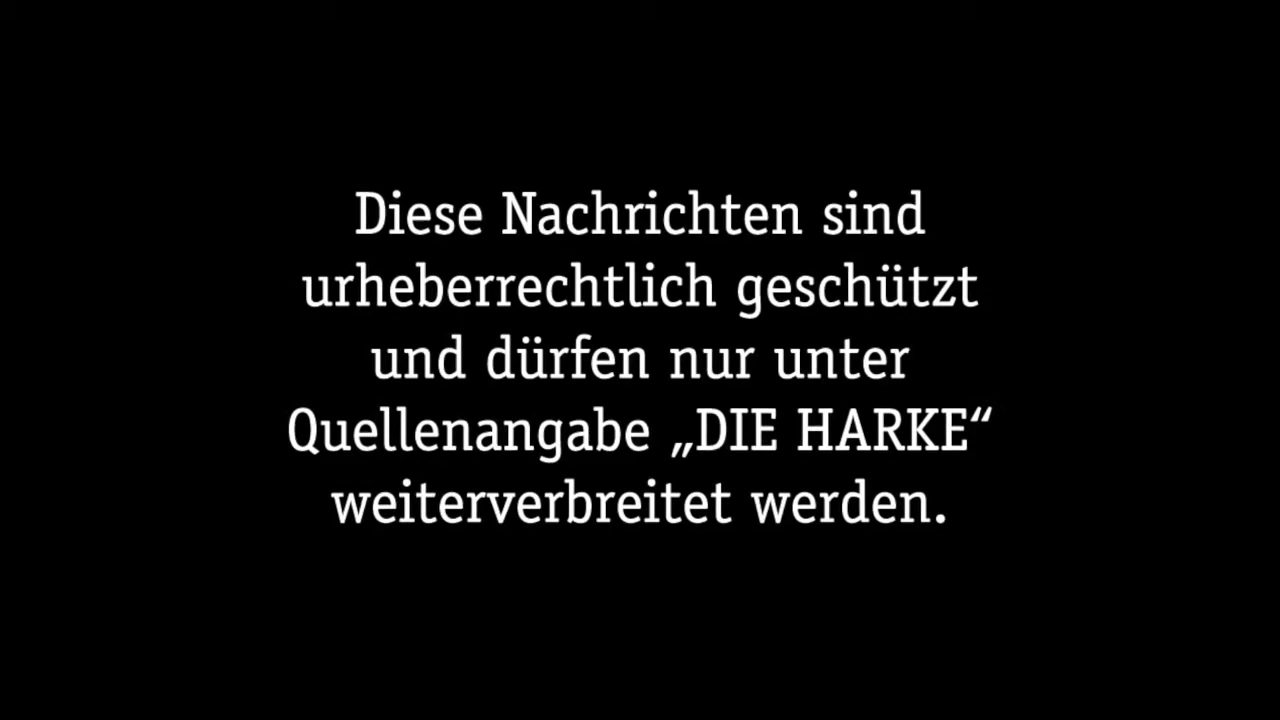 Diese Nachrichten sind
urheberrechtlich geschützt
und dürfen nur unter
Quellenangabe „DIE HARKE“
weiterverbreitet werden.